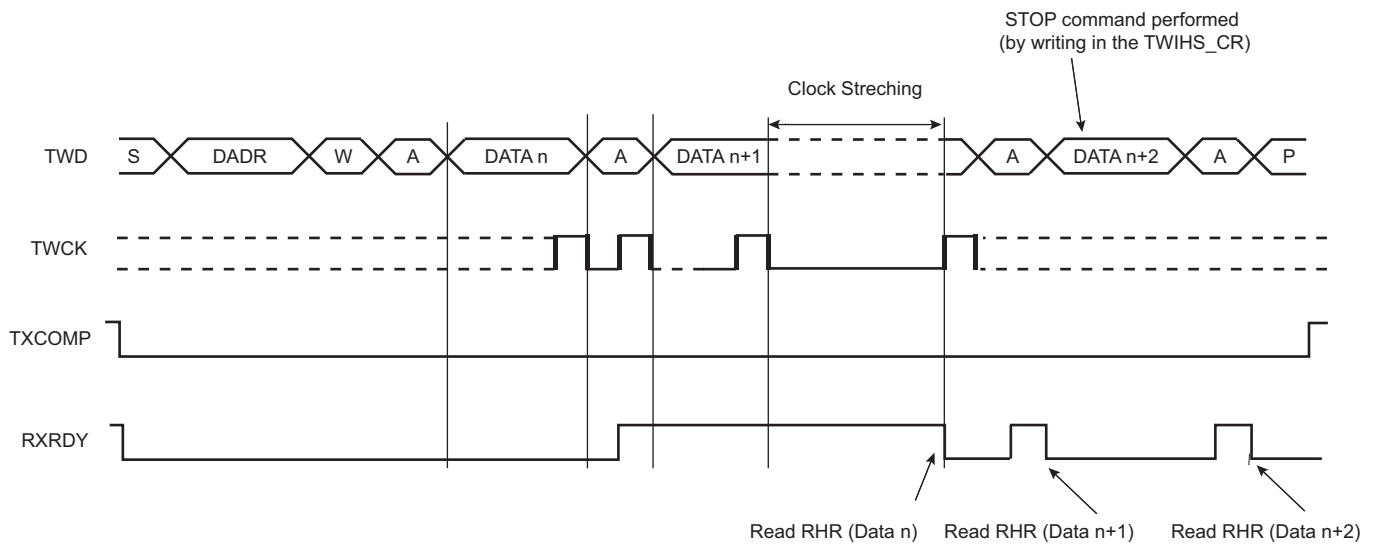 STOP command performed
(by writing in the TWIHS_CR)
Clock Streching
TWD S DADR W A DATA n A DATA n+1 A DATA n+2 A P
TWCK
TXCOMP
RXRDY
Read RHR (Data n) Read RHR (Data n+1) Read RHR (Data n+2)